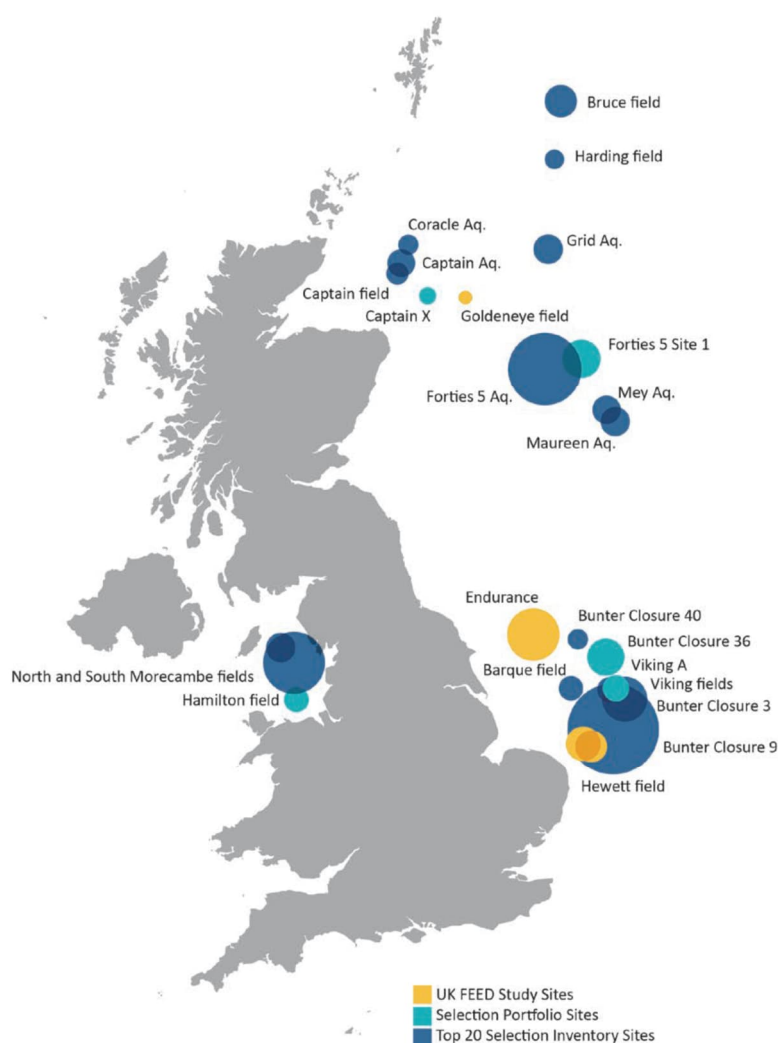 Bruce field
Harding field
Coracle Aq.
Grid Aq.
Captain Aq.
Captain field
Captain X
Goldeneye field
Forties 5 Site 1
Forties 5 Aq.
Mey Aq.
Maureen Aq.
Endurance
Bunter Closure 40
Bunter Closure 36
Barque field
Viking A
Viking fields
North and South Morecambe fields
Hamilton field
Bunter Closure 3
Bunter Closure 9
Hewett field
UK FEED Study Sites
Selection Portfolio Sites
Top 20 Selection Inventory Sites